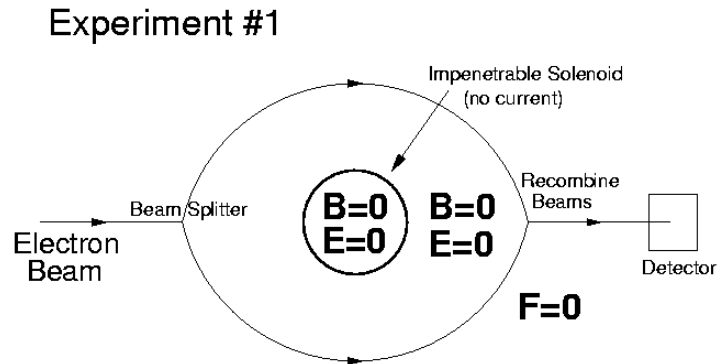 Experiment #1
Impenetrable Solenoid
(no current)
Beam Splitter
B=0
E=0
B=0
E=0
Recombine
Beams
Electron
Beam
Detector
F=0